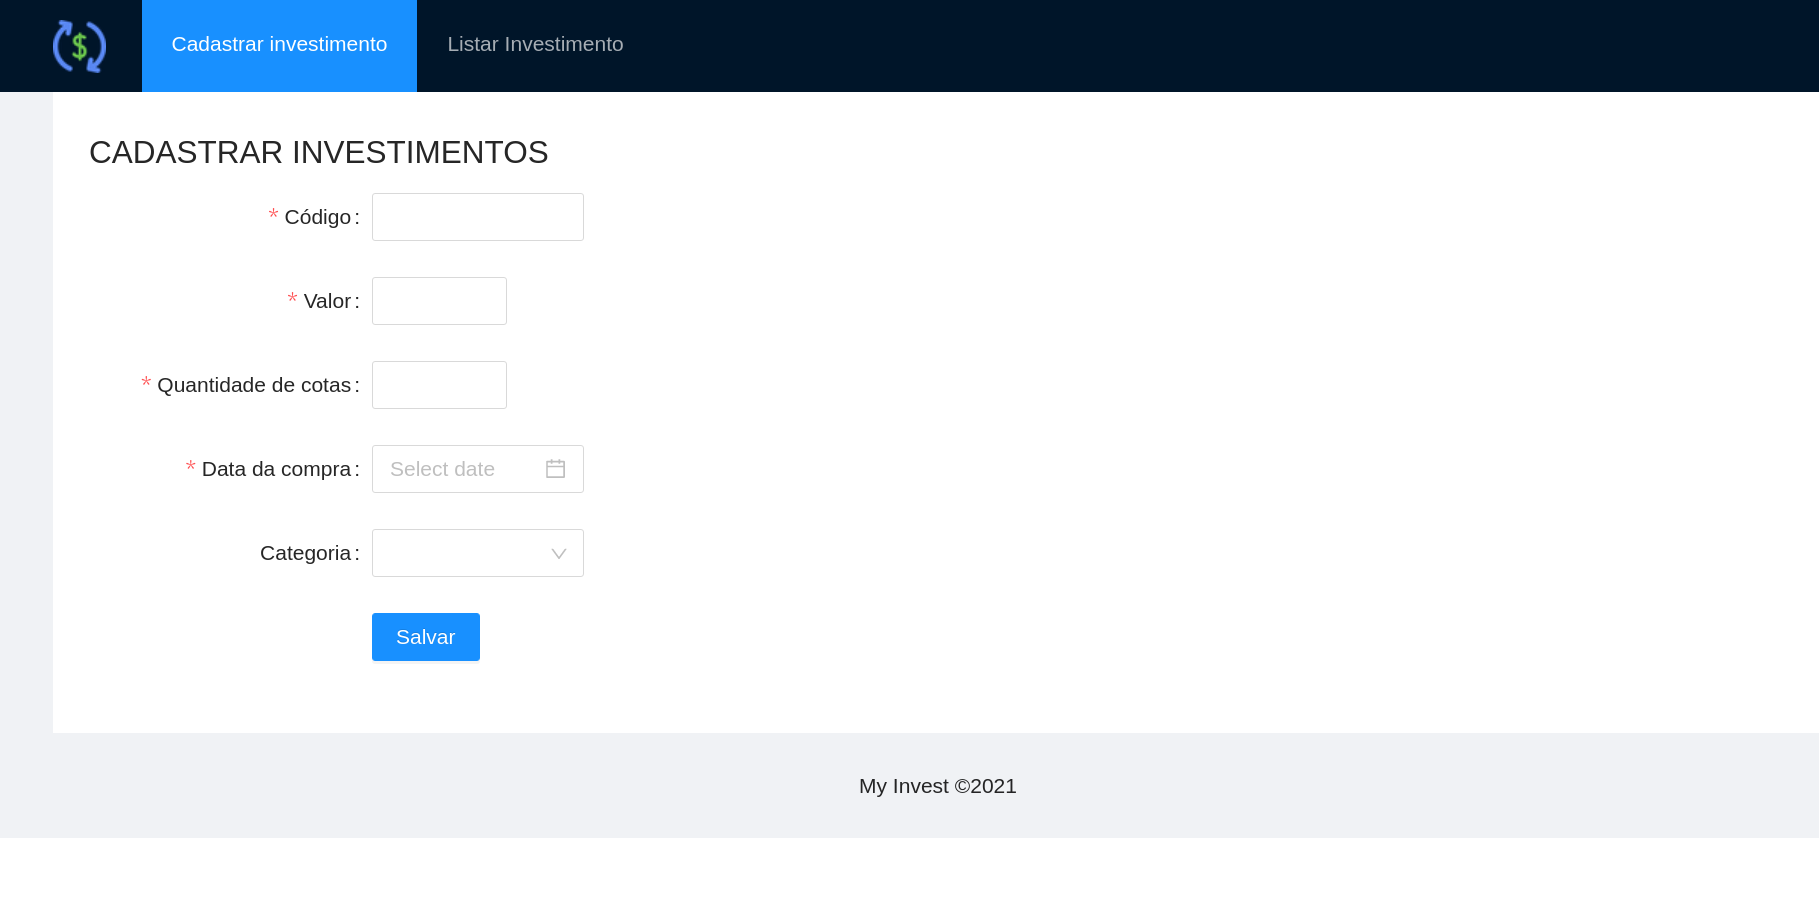 Cadastrar investimento
Listar Investimento
CADASTRAR INVESTIMENTOS
* Código :
* Valor :
* Quantidade de cotas :
* Data da compra : Select date
Categoria :
Salvar
My Invest ©2021